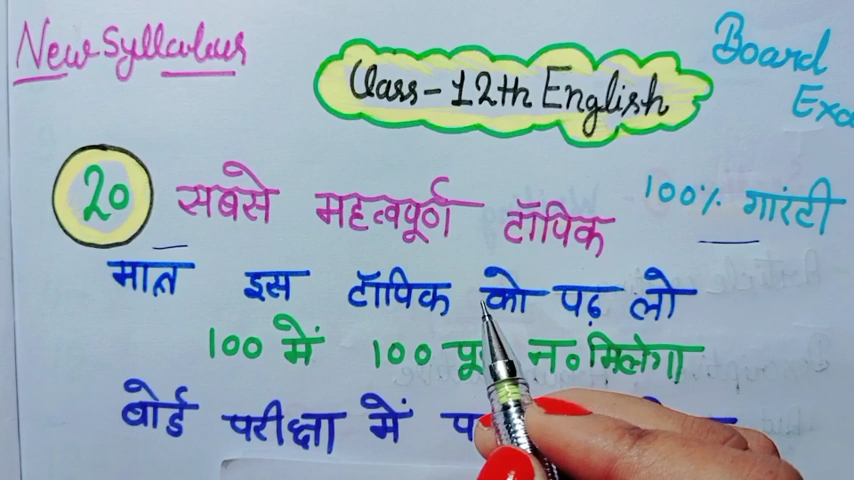 New Syllabus
Class-12th English
Board
Exa
20 सबसे महत्वपूर्ण टॉपिक 100% गारंटी
मात्र इस टॉपिक को पढ़ लो
100 में 100 न० मिलेगा
बोर्ड परीक्षा में